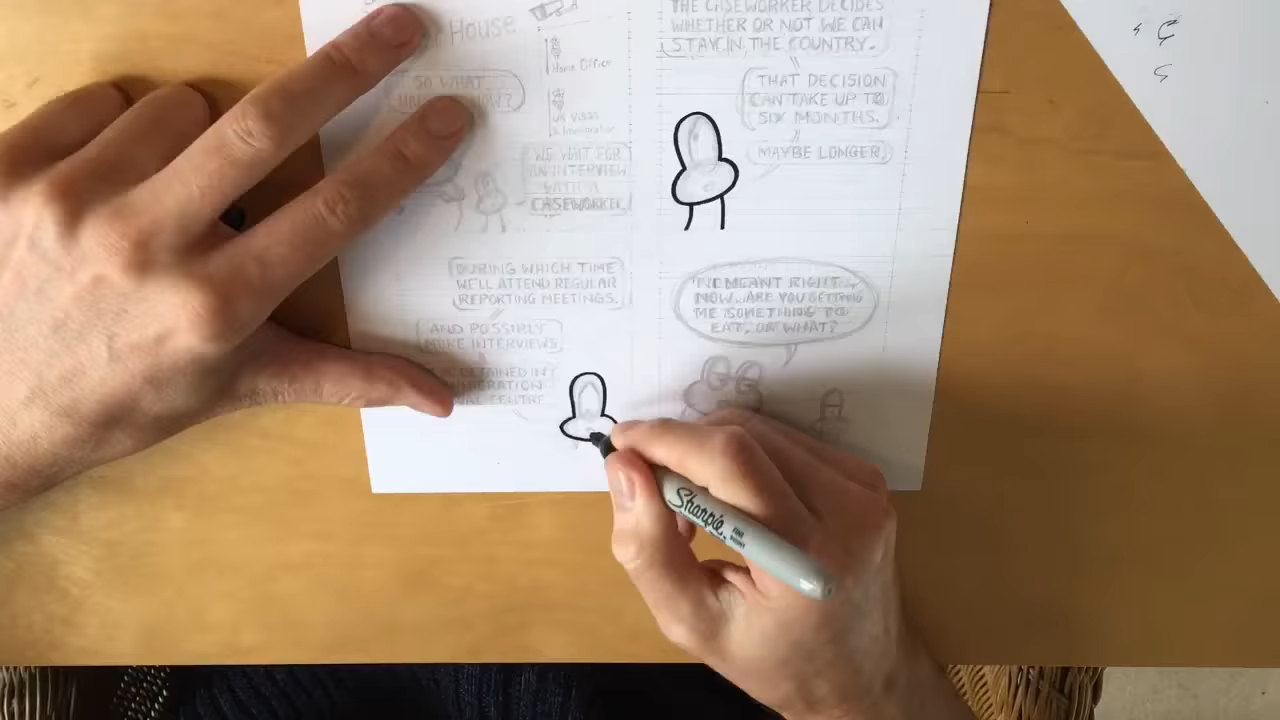 House
Home Office
UK Visas
& Immigration
SO WHAT
NOW?
WE WAIT FOR
AN INTERVIEW
WITH A
CASEWORKER.
DURING WHICH TIME
WE'LL ATTEND REGULAR
REPORTING MEETINGS.
AND POSSIBLY
MORE INTERVIEWS
DETAINED IN
CENTRE
THE CASEWORKER DECIDES
WHETHER OR NOT WE CAN
STAY IN THE COUNTRY.
THAT DECISION
CAN TAKE UP TO
SIX MONTHS.
MAYBE LONGER.
MEANT RIGHT
NOW. ARE YOU GETTING
ME SOMETHING TO
EAT, OR WHAT?
Sharpie
FINE
POINT